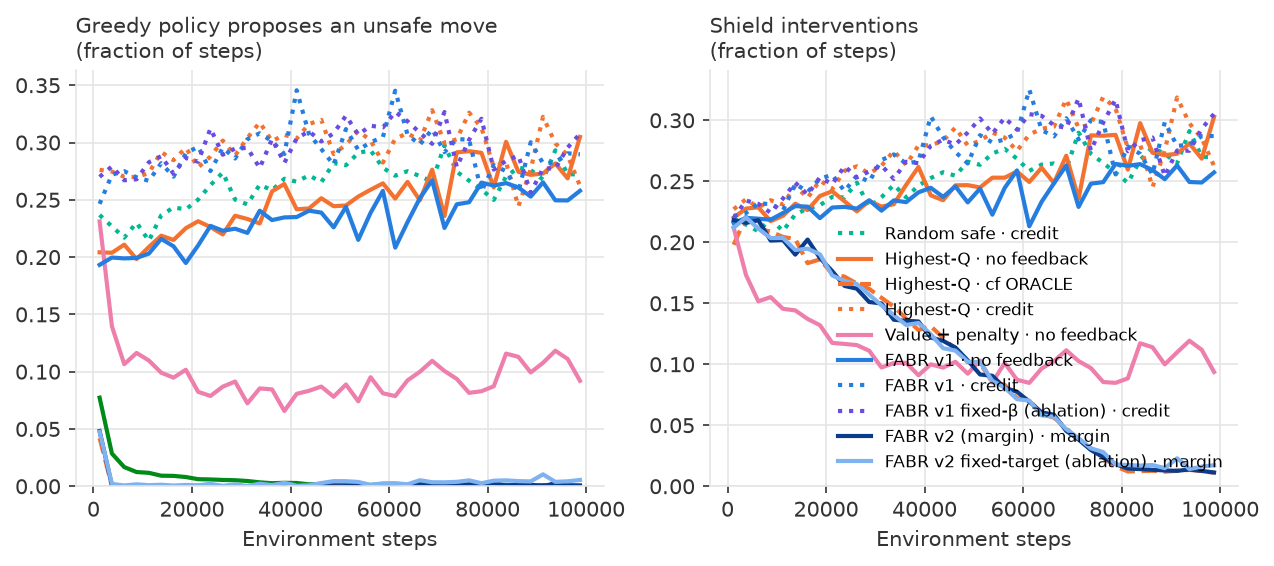 Greedy policy proposes an unsafe move
(fraction of steps)
0.35
0.30
0.25
0.20
0.15
0.10
0.05
0.00
0
20000
40000
60000
80000
100000
Environment steps
Shield interventions
(fraction of steps)
0.30
0.25
0.20
0.15
0.10
0.05
0.00
Random safe · credit
Highest-Q · no feedback
Highest-Q · cf ORACLE
Highest-Q · credit
Value + penalty · no feedback
FABR v1 · no feedback
FABR v1 · credit
FABR v1 fixed-β (ablation) · credit
FABR v2 (margin) · margin
FABR v2 fixed-target (ablation) · margin
0
20000
40000
60000
80000
100000
Environment steps